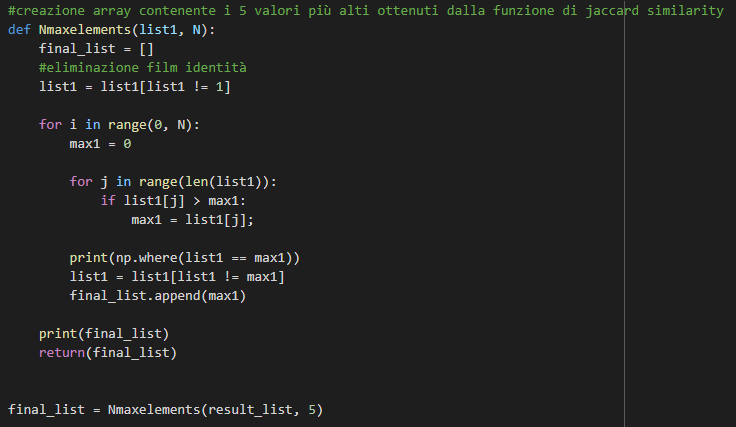 #creazione array contenente i 5 valori più alti ottenuti dalla funzione di jaccard similarity
def Nmaxelements(list1, N):
    final_list = []
    #eliminazione film identità
    list1 = list1[list1 != 1]

    for i in range(0, N):
        max1 = 0

        for j in range(len(list1)):
            if list1[j] > max1:
                max1 = list1[j];

        print(np.where(list1 == max1))
        list1 = list1[list1 != max1]
        final_list.append(max1)

    print(final_list)
    return(final_list)


final_list = Nmaxelements(result_list, 5)